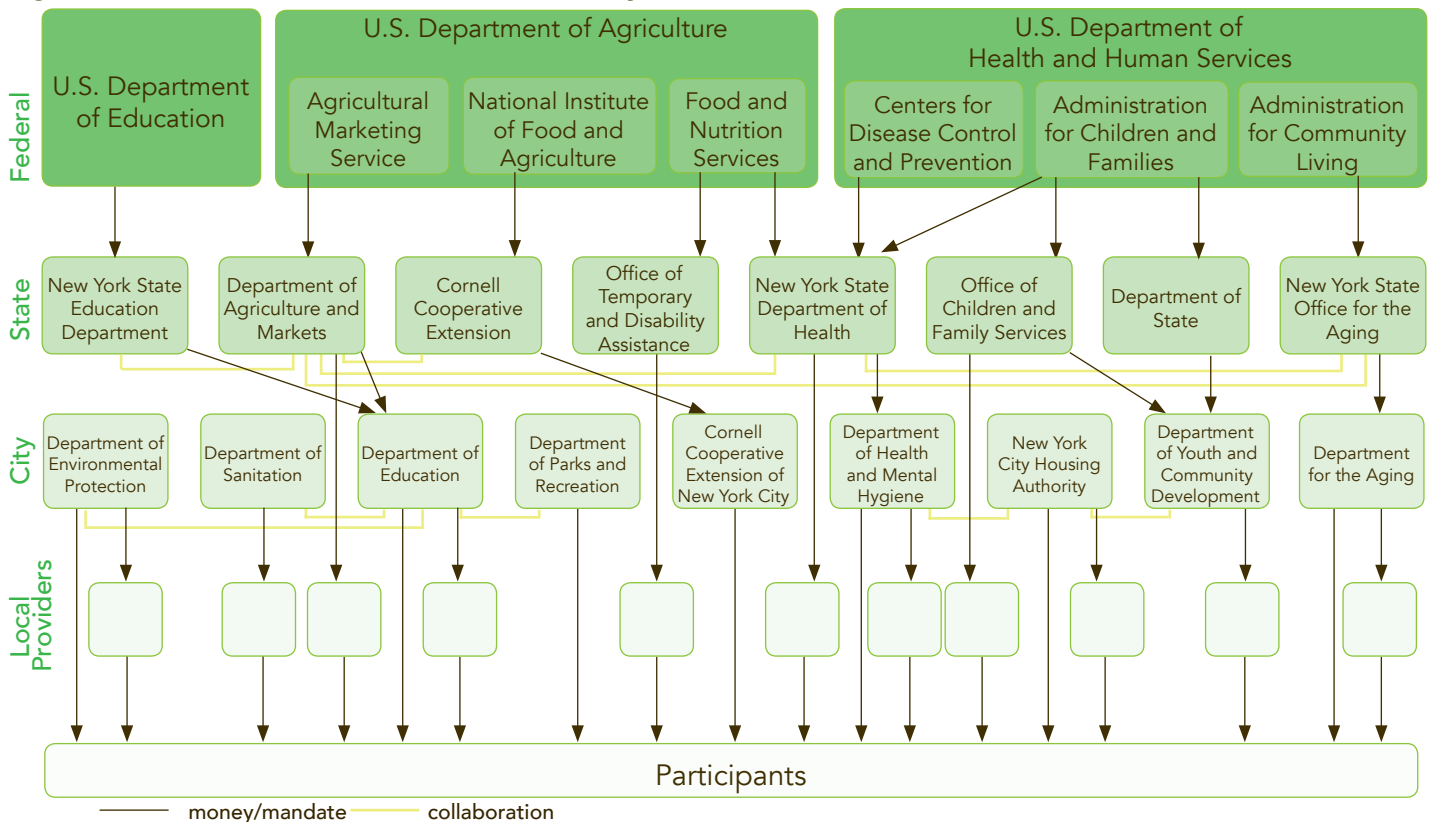 U.S. Department
of Education
U.S. Department of Agriculture
Agricultural
Marketing
Service
National Institute
of Food and
Agriculture
Food and
Nutrition
Services
U.S. Department of
Health and Human Services
Centers for
Disease Control
and Prevention
Administration
for Children and
Families
Administration
for Community
Living
Federal
State
New York State
Education
Department
Department of
Agriculture and
Markets
Cornell
Cooperative
Extension
Office of
Temporary
and Disability
Assistance
New York State
Department of
Health
Office of
Children and
Family Services
Department of
State
New York State
Office for the
Aging
City
Department of
Environmental
Protection
Department of
Sanitation
Department of
Education
Department
of Parks and
Recreation
Cornell
Cooperative
Extension of
New York City
Department
of Health
and Mental
Hygiene
New York
City Housing
Authority
Department
of Youth and
Community
Development
Department
for the Aging
Local
Providers
Participants
money/mandate
collaboration